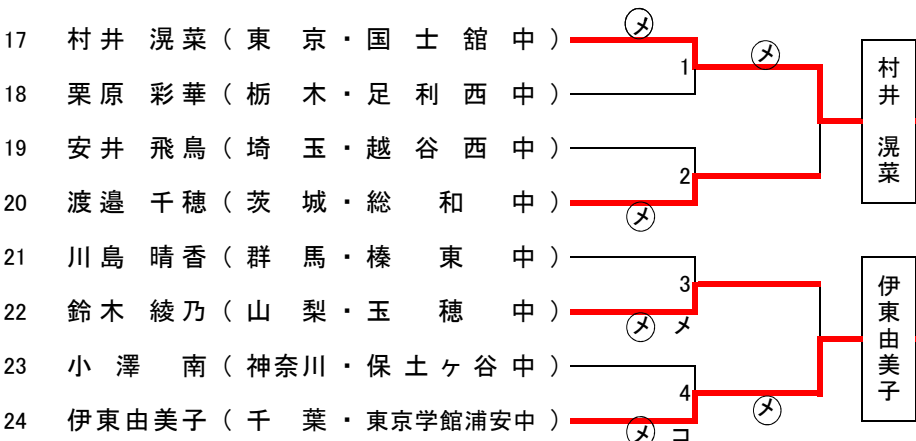 メ
17 村井 滉菜 ( 東 京 ・ 国 士 舘 中 )
1 メ
18 栗原 彩華 ( 栃 木 ・ 足 利 西 中 )
村井 滉菜
19 安井 飛鳥 ( 埼 玉 ・ 越 谷 西 中 )
2
20 渡邉 千穂 ( 茨 城 ・ 総 和 中 )
メ
21 川島 晴香 ( 群 馬 ・ 榛 東 中 )
3
22 鈴木 綾乃 ( 山 梨 ・ 玉 穂 中 )
メ メ
伊東由美子
23 小澤 南 ( 神奈川 ・ 保 土 ヶ 谷 中 )
4 メ
24 伊東由美子 ( 千 葉 ・ 東京学館浦安中 )
メ コ